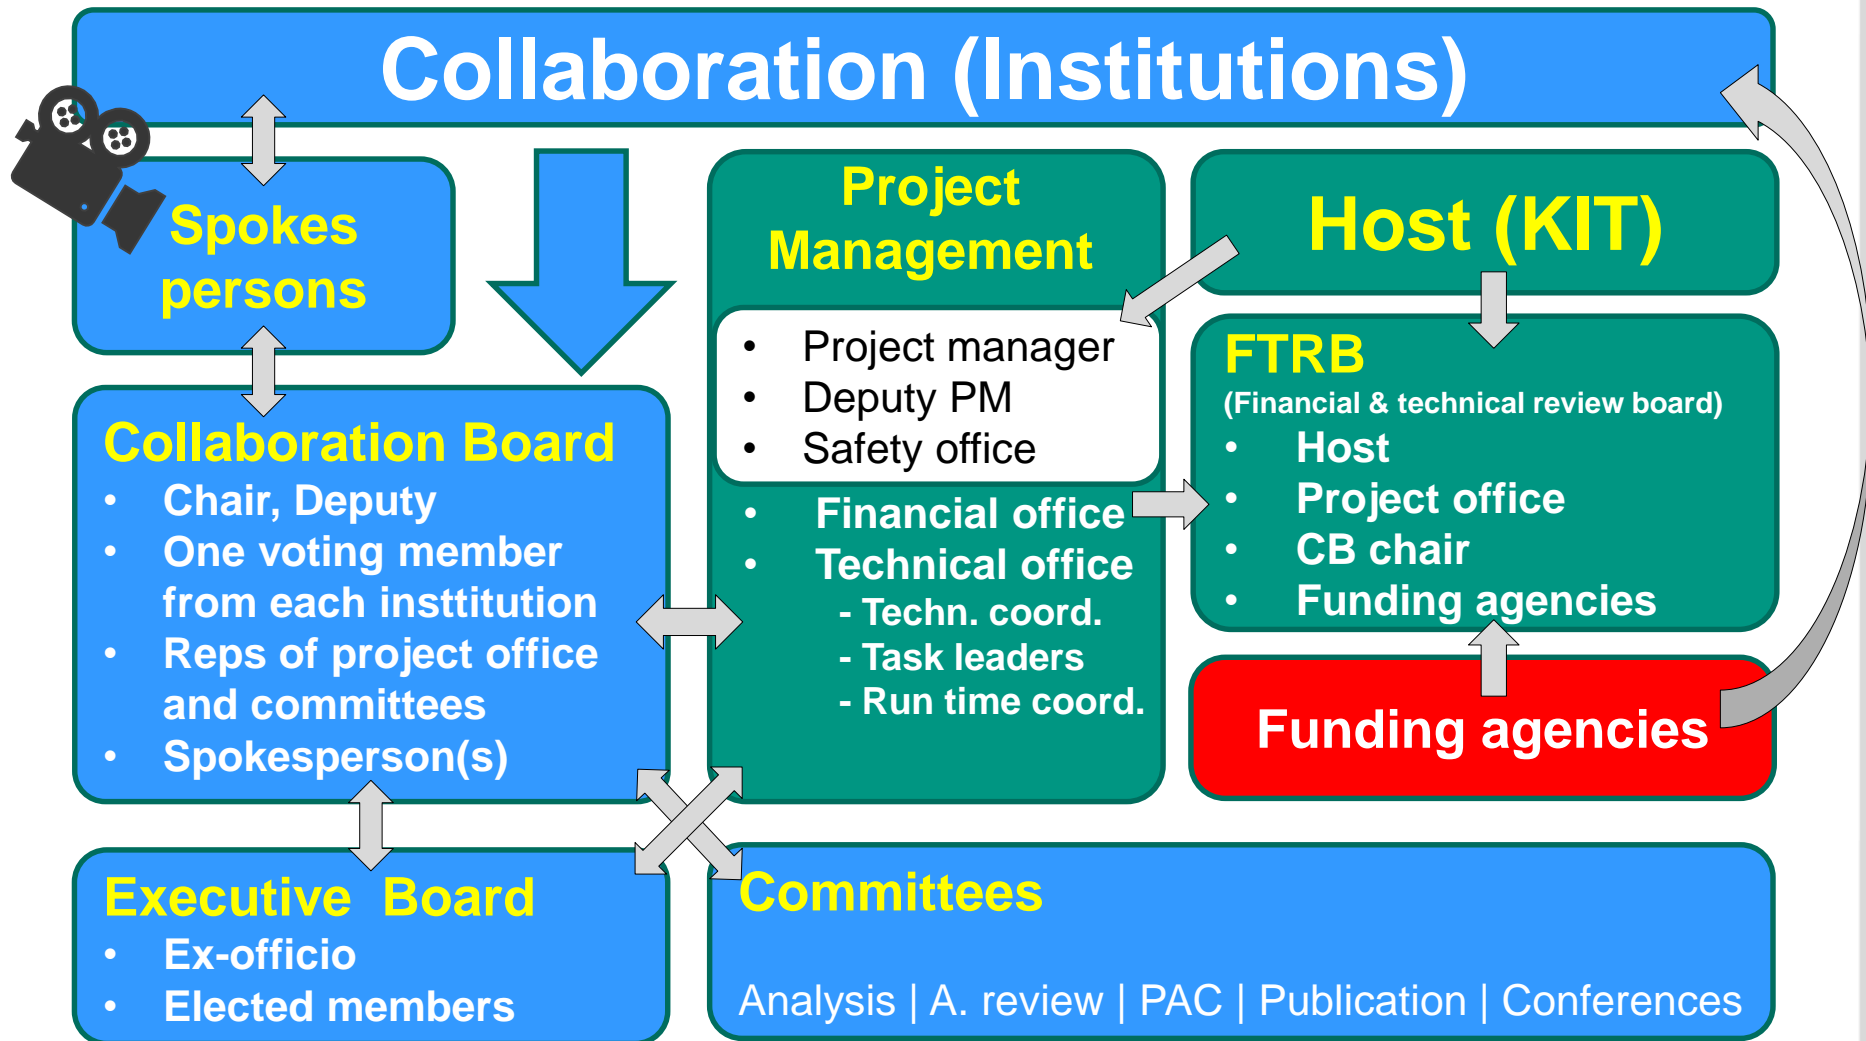 Collaboration (Institutions)
Spokes
persons
Collaboration Board
• Chair, Deputy
• One voting member
from each insttitution
• Reps of project office
and committees
• Spokesperson(s)
Executive  Board
• Ex-officio
• Elected members
Project
Management
• Project manager
• Deputy PM
• Safety office
• Financial office
• Technical office
- Techn. coord.
- Task leaders
- Run time coord.
Host (KIT)
FTRB
(Financial & technical review board)
• Host
• Project office
• CB chair
• Funding agencies
Funding agencies
Committees
Analysis | A. review | PAC | Publication | Conferences